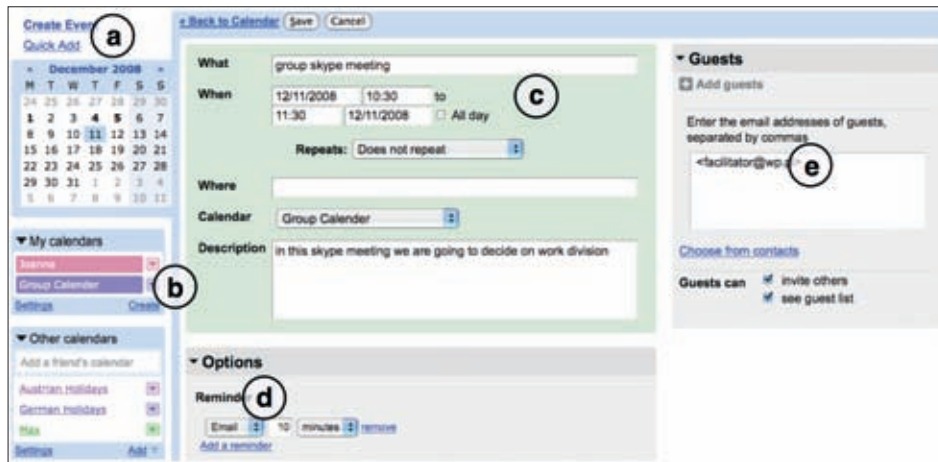 Create Even
Quick Add
a
« December 2008 »
M T W T F S S
24 25 26 27 28 29 30
1 2 3 4 5 6 7
8 9 10 11 12 13 14
15 16 17 18 19 20 21
22 23 24 25 26 27 28
29 30 31 1 2 3 4
5 6 7 8 9 10 11
My calendars
Joanna
Group Calender
b
Settings Create
Other calendars
Add a friend's calendar
Austrian Holidays
German Holidays
Max
Settings Add
« Back to Calendar Save Cancel
What group skype meeting
When 12/11/2008 10:30 to
11:30 12/11/2008 All day
c
Repeats: Does not repeat
Where
Calendar Group Calender
Description in this skype meeting we are going to decide on work division
Options
Reminder
d
Email 10 minutes remove
Add a reminder
Guests
Add guests
Enter the email addresses of guests,
separated by commas
<facilitator@wp.
e
Choose from contacts
Guests can invite others
see guest list